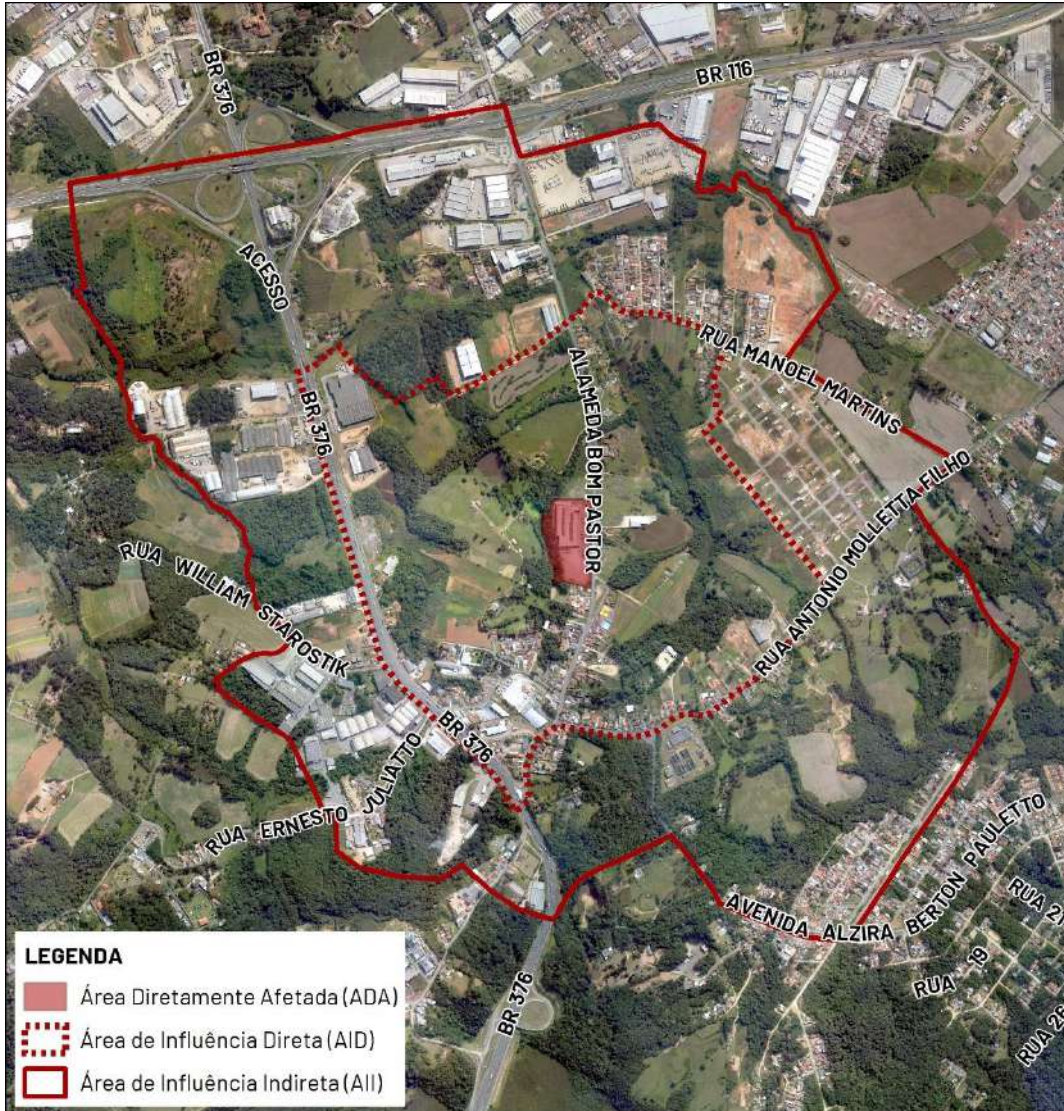 BR 376
BR 116
ACESSO
BR 376
ALAMEDA BOM PASTOR
RUA MANOEL MARTINS
RUA ANTONIO MOLLETTA FILHO
RUA WILLIAM STAROSTIK
BR 376
RUA ERNESTO JULIATTO
AVENIDA ALZIRA BERTON PAULETTO
RUA 2
RUA 19
RUA 26
BR 376
LEGENDA
Área Diretamente Afetada (ADA)
Área de Influência Direta (AID)
Área de Influência Indireta (AII)